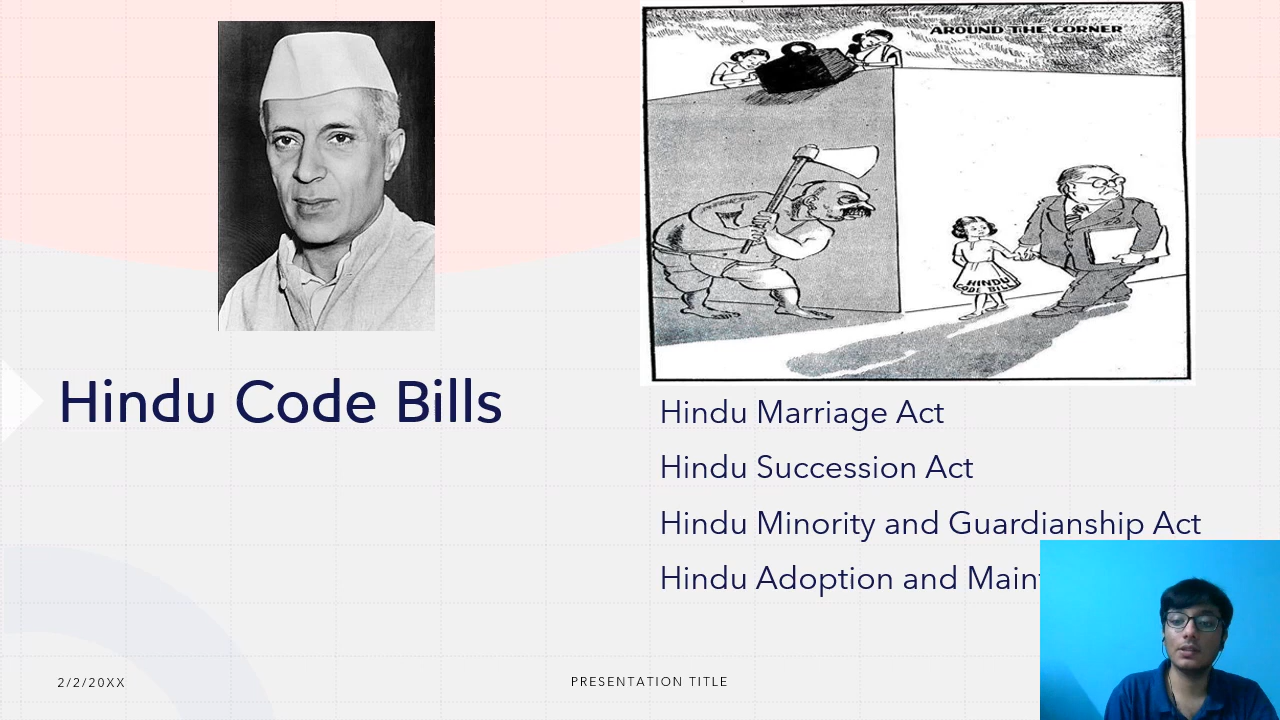 AROUND THE CORNER
HINDU
CODE BILL
Hindu Code Bills
Hindu Marriage Act
Hindu Succession Act
Hindu Minority and Guardianship Act
Hindu Adoption and
2/2/20XX
PRESENTATION TITLE